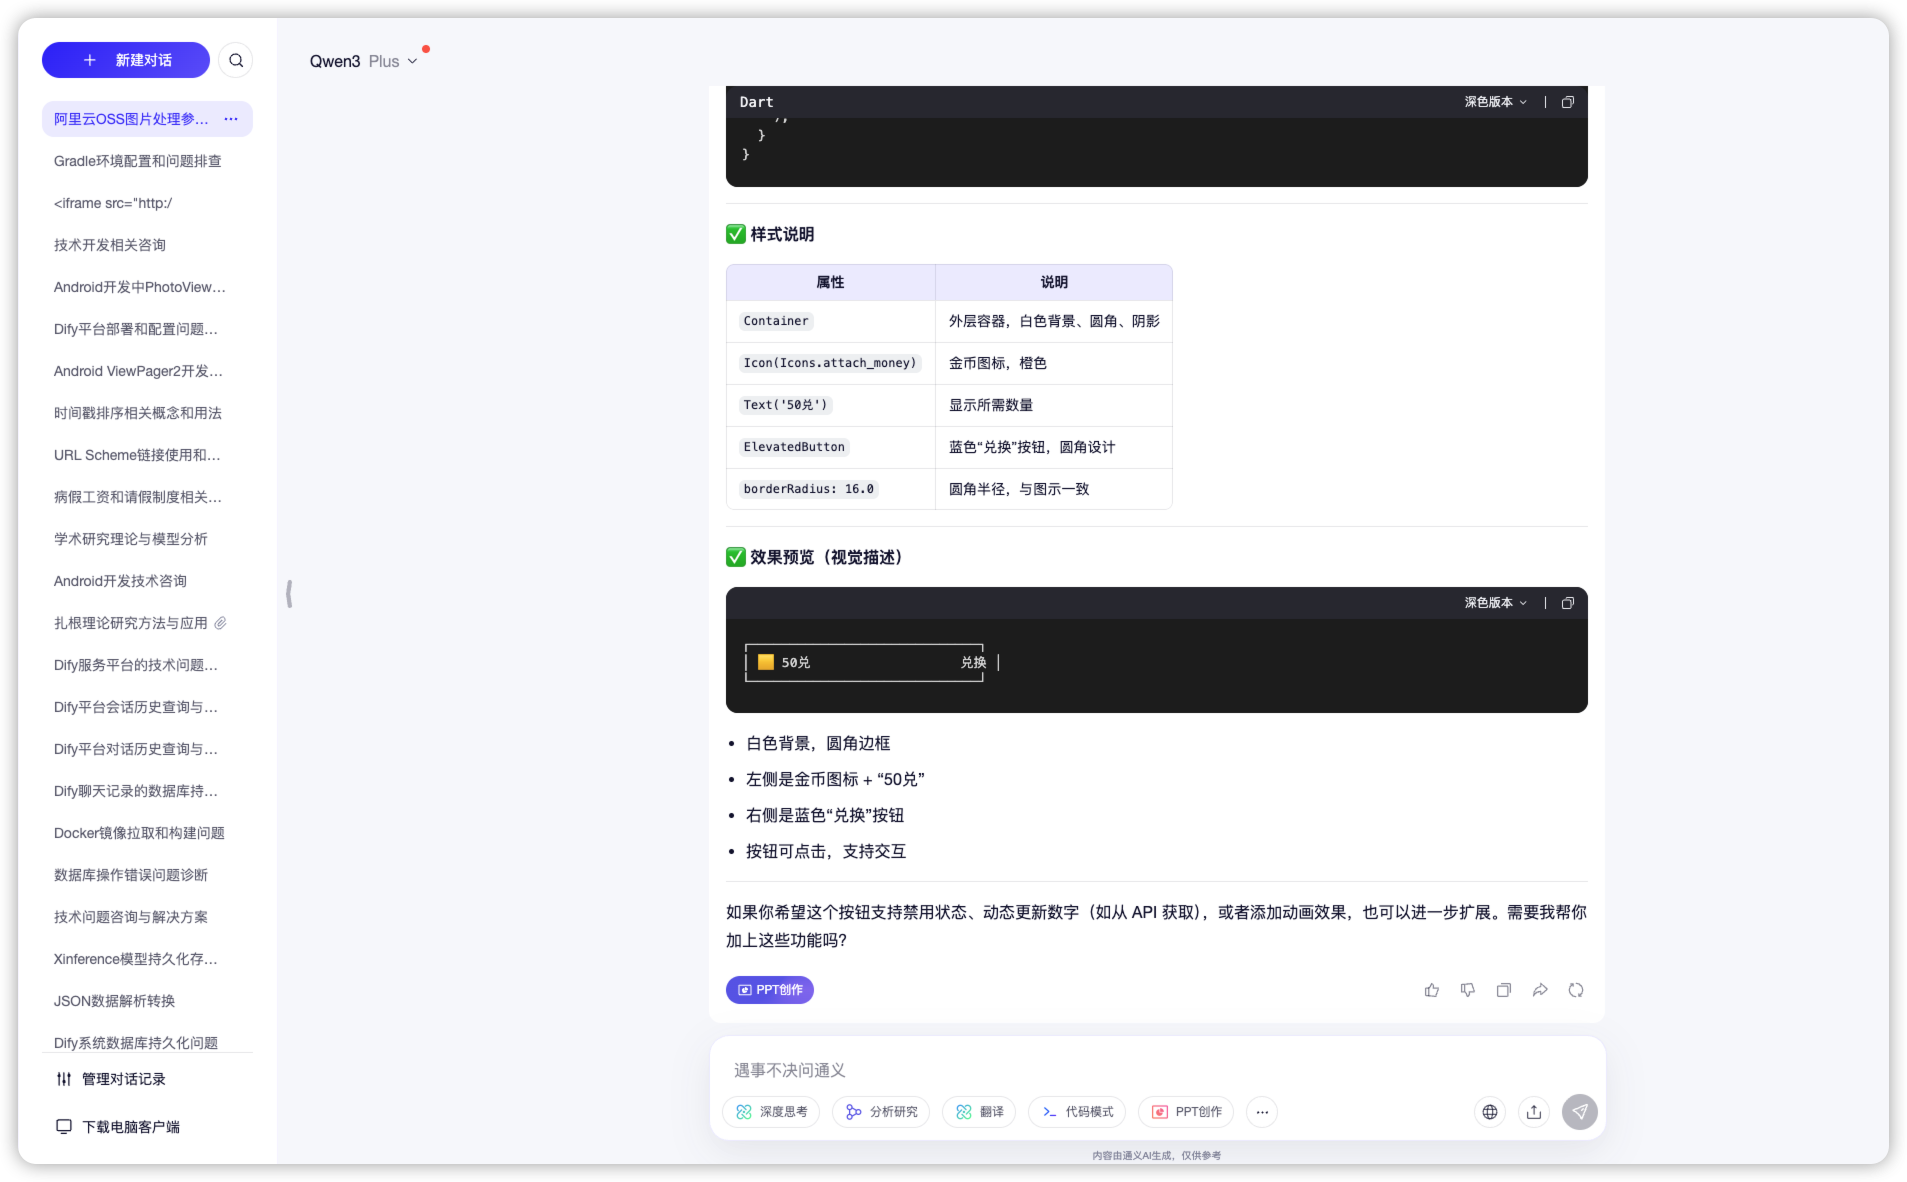 新建对话
阿里云OSS图片处理参...
Gradle环境配置和问题排查
<iframe src="http:/
技术开发相关咨询
Android开发中PhotoView...
Dify平台部署和配置问题...
Android ViewPager2开发...
时间戳排序相关概念和用法
URL Scheme链接使用和...
病假工资和请假制度相关...
学术研究理论与模型分析
Android开发技术咨询
扎根理论研究方法与应用
Dify服务平台的技术问题...
Dify平台会话历史查询与...
Dify平台对话历史查询与...
Dify聊天记录的数据库持...
Docker镜像拉取和构建问题
数据库操作错误问题诊断
技术问题咨询与解决方案
Xinference模型持久化存...
JSON数据解析转换
Dify系统数据库持久化问题
管理对话记录
下载电脑客户端
Qwen3 Plus
Dart 深色版本
);
}
}
样式说明
属性 说明
Container 外层容器，白色背景、圆角、阴影
Icon(Icons.attach_money) 金币图标，橙色
Text('50兑') 显示所需数量
ElevatedButton 蓝色“兑换”按钮，圆角设计
borderRadius: 16.0 圆角半径，与图示一致
效果预览（视觉描述）
深色版本
50兑 兑换
• 白色背景，圆角边框
• 左侧是金币图标 + “50兑”
• 右侧是蓝色“兑换”按钮
• 按钮可点击，支持交互
如果你希望这个按钮支持禁用状态、动态更新数字（如从 API 获取），或者添加动画效果，也可以进一步扩展。需要我帮你
加上这些功能吗？
PPT创作
遇事不决问通义
深度思考 分析研究 翻译 代码模式 PPT创作
内容由通义AI生成，仅供参考